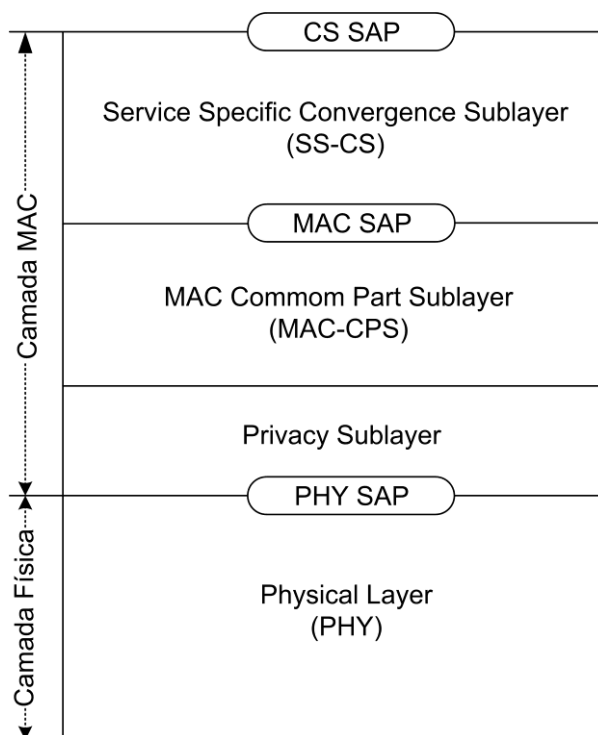 CS SAP
Service Specific Convergence Sublayer
(SS-CS)
Camada MAC
MAC SAP
MAC Commom Part Sublayer
(MAC-CPS)
Privacy Sublayer
PHY SAP
Camada Física
Physical Layer
(PHY)